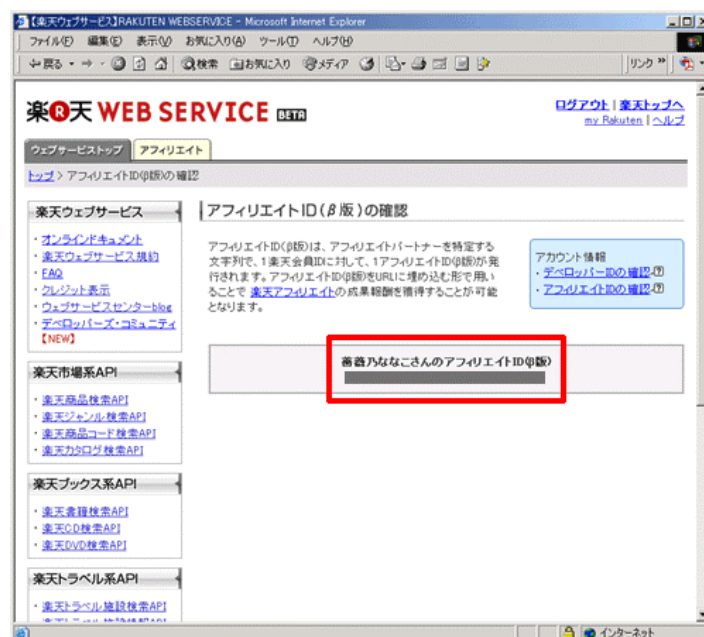 【楽天ウェブサービス】RAKUTEN WEBSERVICE - Microsoft Internet Explorer
ファイル(F) 編集(E) 表示(V) お気に入り(A) ツール(T) ヘルプ(H)
戻る 検索 お気に入り メディア リンク »
楽天 WEB SERVICE BETA
ログアウト | 楽天トップへ
my Rakuten | ヘルプ
ウェブサービストップ アフィリエイト
トップ > アフィリエイトID(β版)の確認
楽天ウェブサービス
・オンラインドキュメント
・楽天ウェブサービス規約
・FAQ
・クレジット表示
・ウェブサービスセンターblog
・デベロッパーズ・コミュニティ
【NEW】
楽天市場系API
・楽天商品検索API
・楽天ジャンル検索API
・楽天商品コード検索API
・楽天カタログ検索API
楽天ブックス系API
・楽天書籍検索API
・楽天CD検索API
・楽天DVD検索API
楽天トラベル系API
・楽天トラベル施設検索API
アフィリエイトID(β版)の確認
アフィリエイトID(β版)は、アフィリエイトパートナーを特定する
文字列で、1楽天会員IDに対して、1アフィリエイトID(β版)が発
行されます。アフィリエイトID(β版)をURLに埋め込む形で用い
ることで 楽天アフィリエイトの成果報酬を獲得することが可能
となります。
アカウント情報
・デベロッパーIDの確認
・アフィリエイトIDの確認
薔薇乃ななこさんのアフィリエイトID(β版)
インターネット